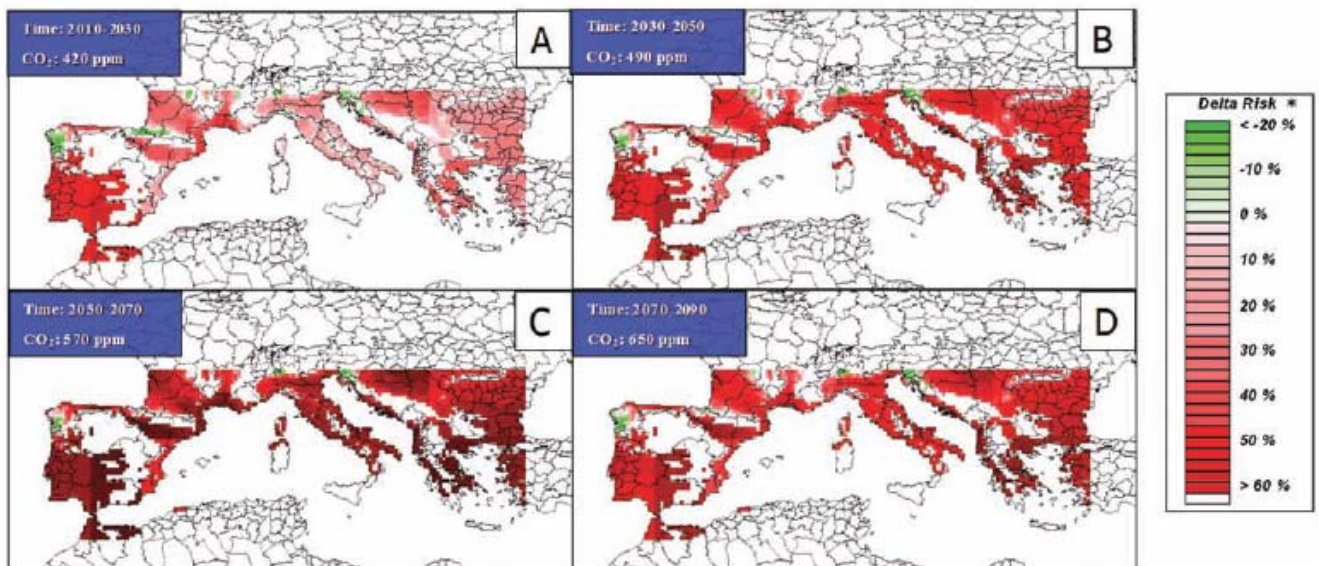 Time: 2010-2030
CO₂: 420 ppm
A
Time: 2030-2050
CO₂: 490 ppm
B
Time: 2050-2070
CO₂: 570 ppm
C
Time: 2070-2090
CO₂: 650 ppm
D
Delta Risk *
< -20 %
-10 %
0 %
10 %
20 %
30 %
40 %
50 %
> 60 %